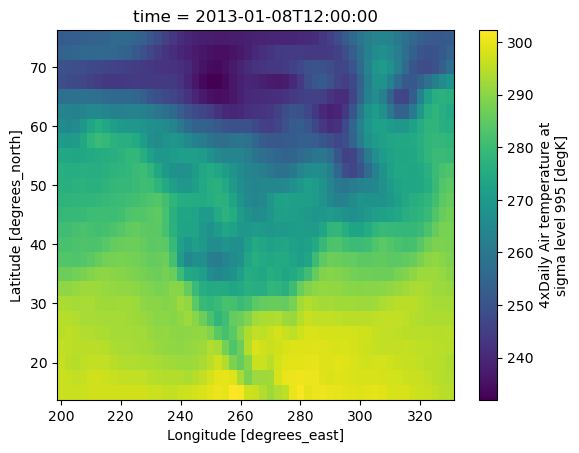 time = 2013-01-08T12:00:00
70
60
50
40
30
20
Latitude [degrees_north]
200 220 240 260 280 300 320
Longitude [degrees_east]
300
290
280
270
260
250
240
4xDaily Air temperature at
sigma level 995 [degK]